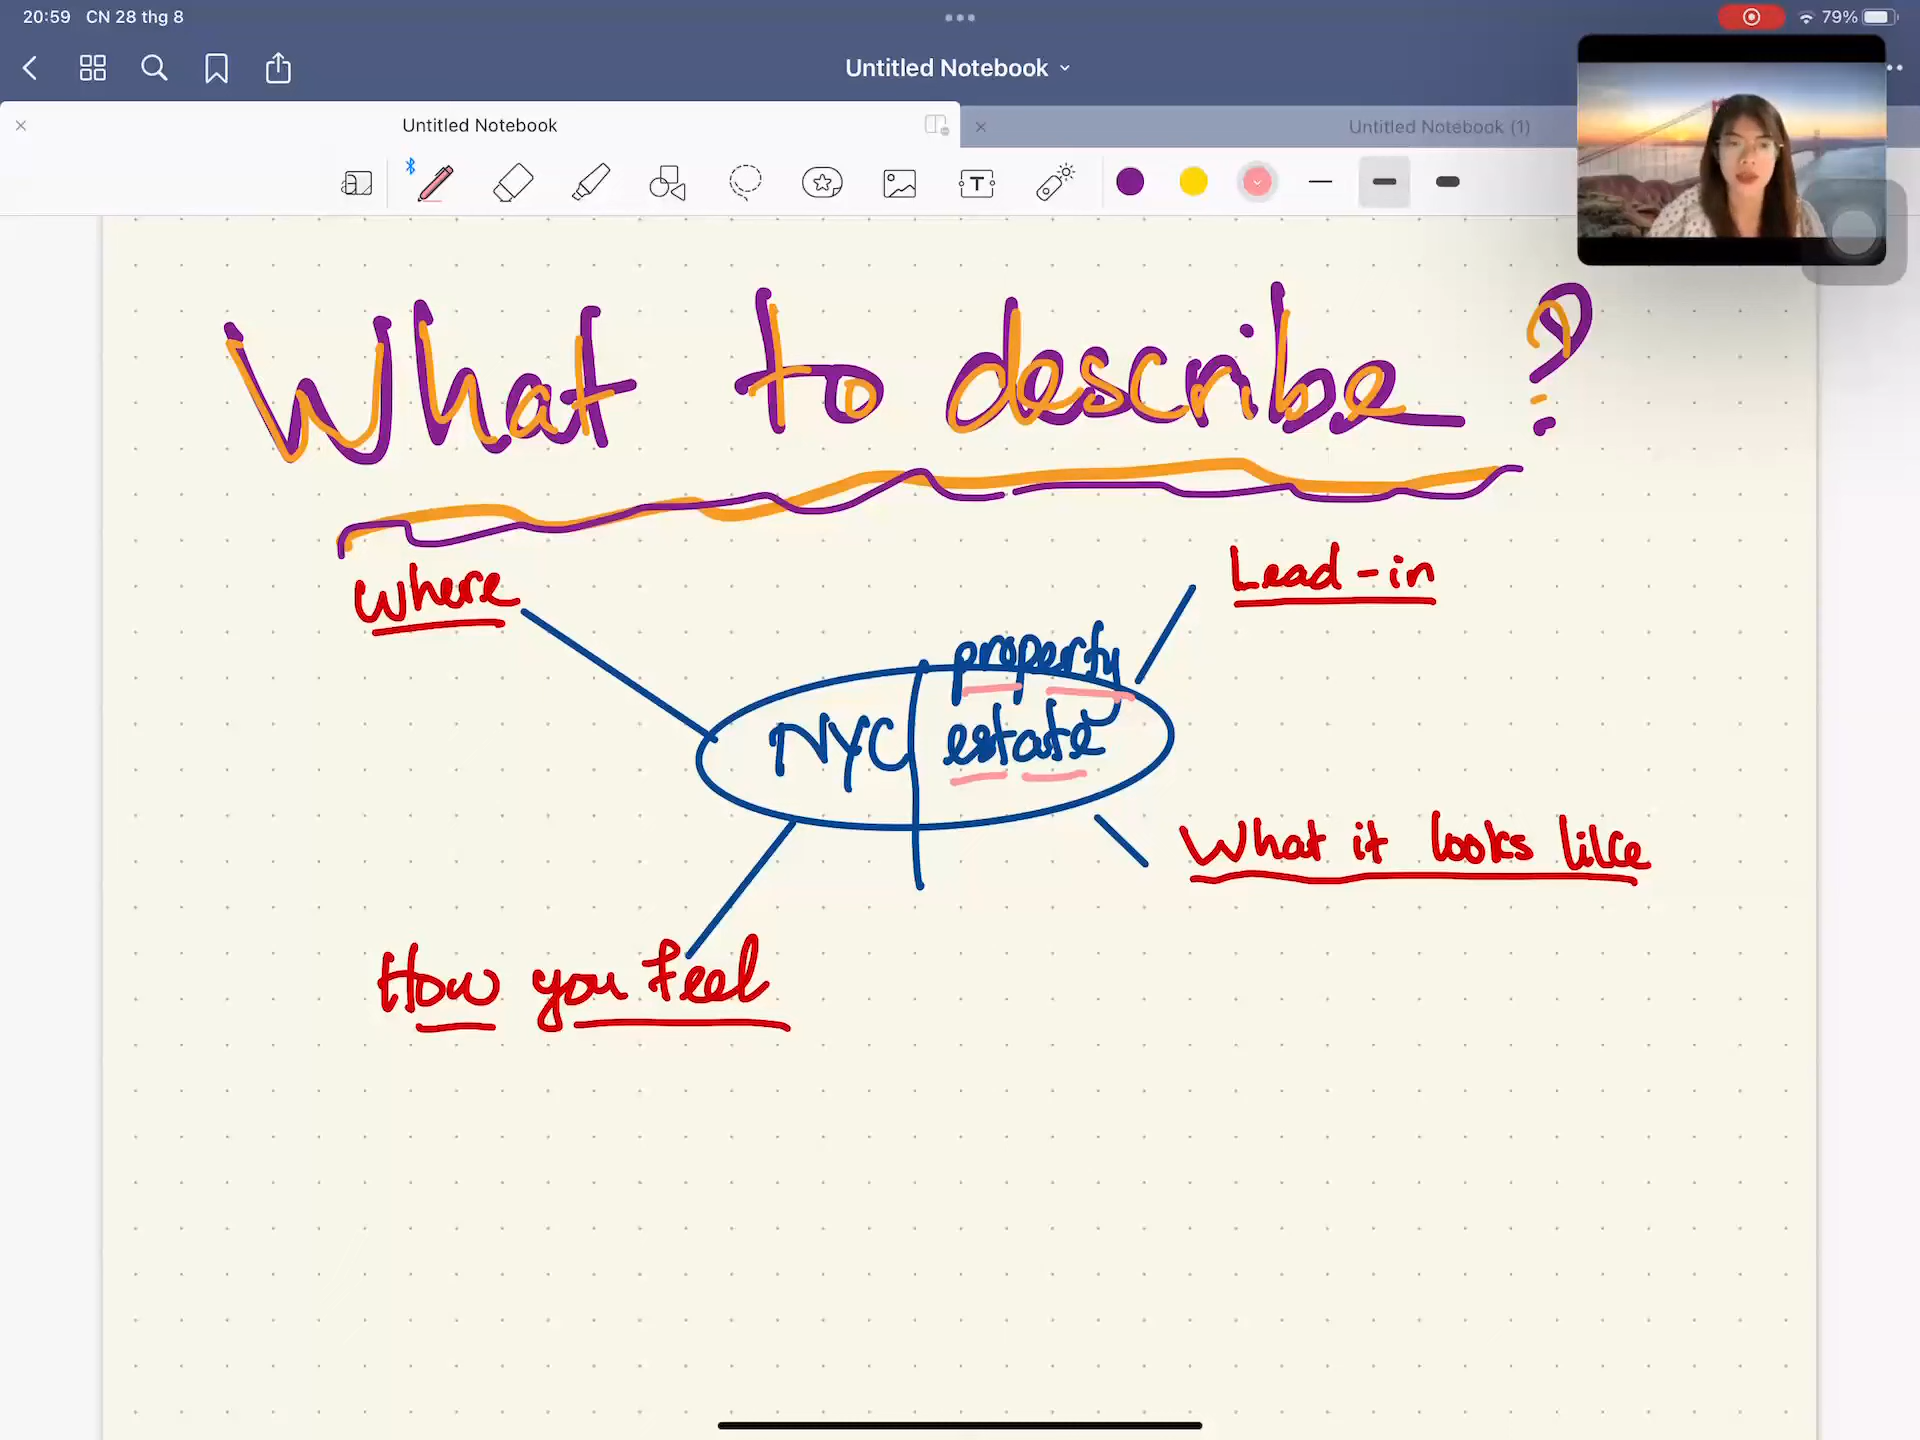 20:59 CN 28 thg 8
79%
Untitled Notebook
Untitled Notebook
Untitled Notebook (1)
T
What to describe ?
Where
Lead-in
property
NYC estate
What it looks like
How you feel